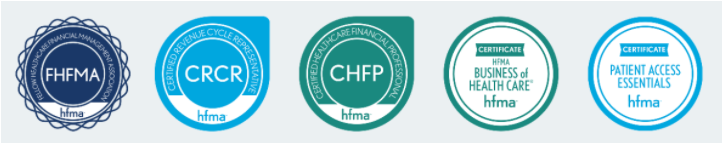 FELLOW HEALTHCARE FINANCIAL MANAGEMENT ASSOCIATION
FHFMA
hfma
CERTIFIED REVENUE CYCLE REPRESENTATIVE
CRCR
hfma
CERTIFIED HEALTHCARE FINANCIAL PROFESSIONAL
CHFP
hfma
CERTIFICATE
HFMA
BUSINESS of
HEALTH CARE®
hfma
CERTIFICATE
PATIENT ACCESS
ESSENTIALS
hfma